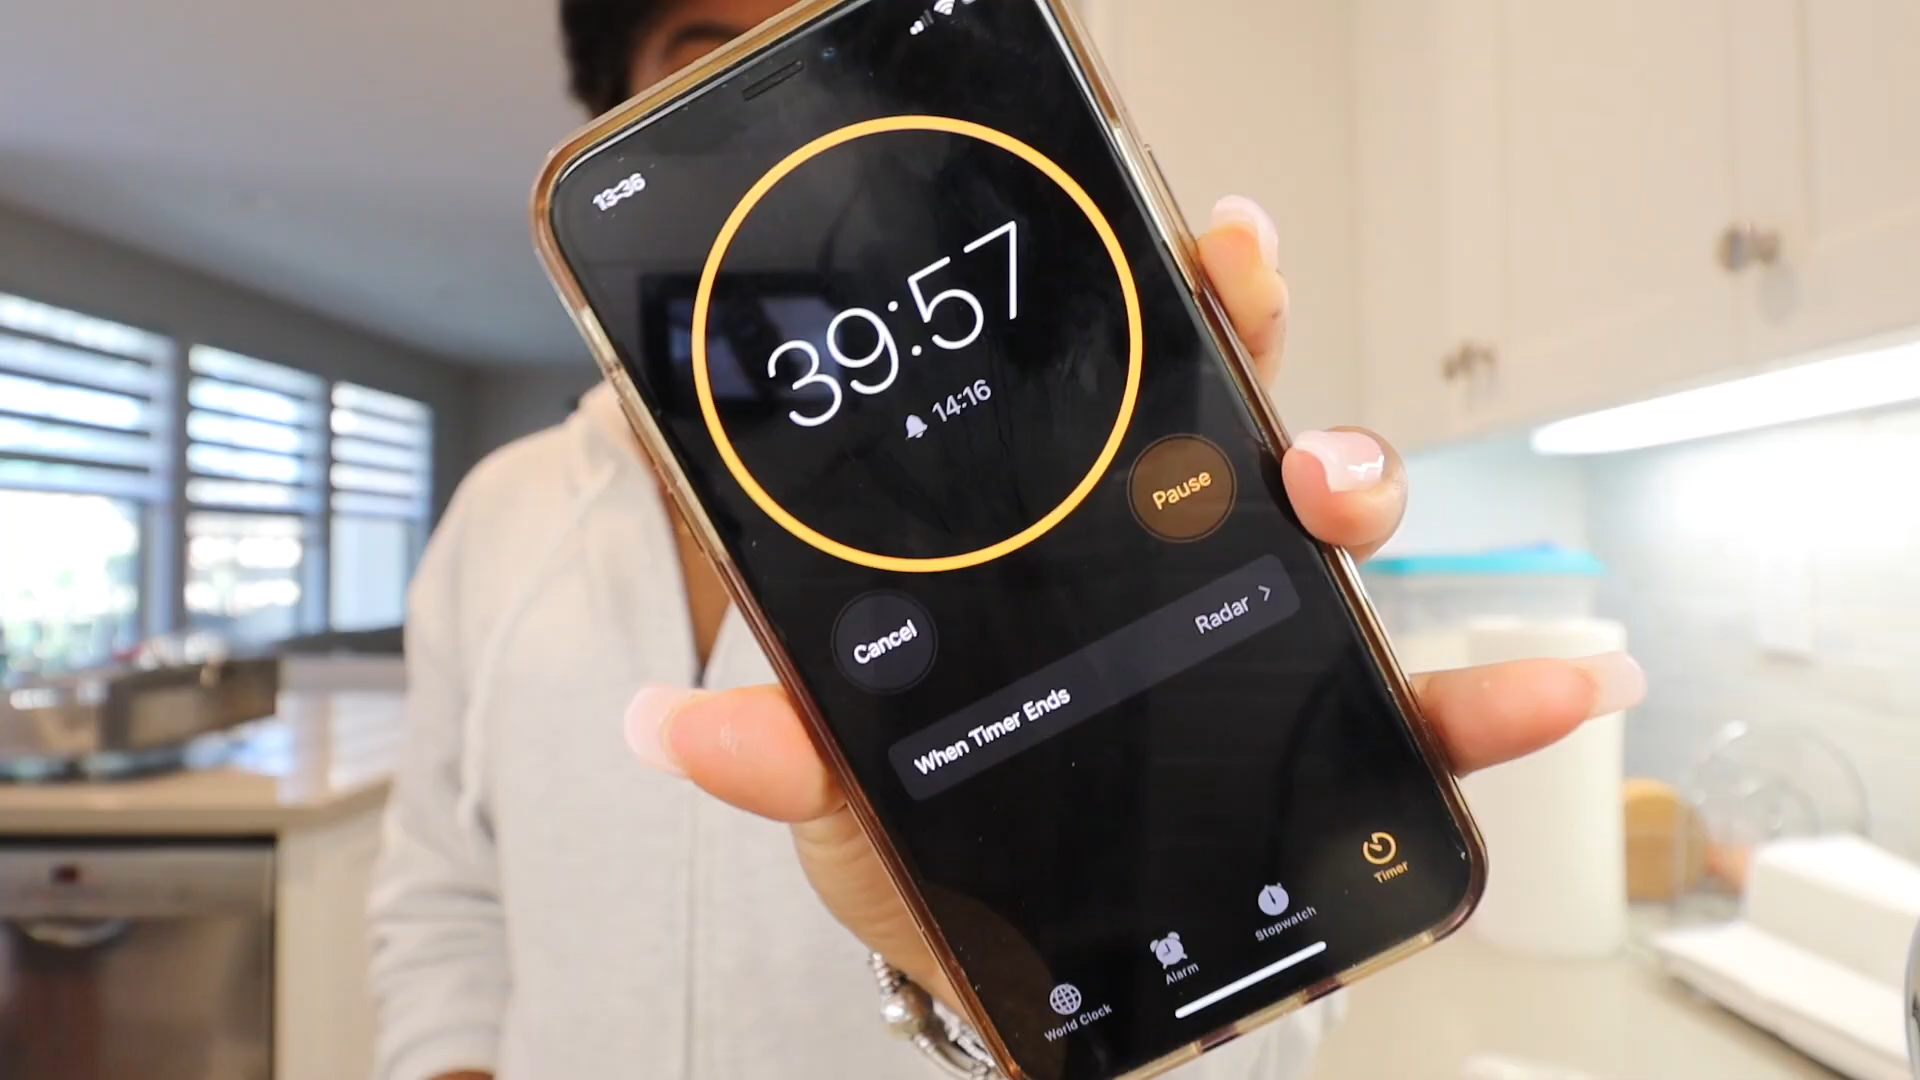 13:36
39:57
14:16
Cancel
Pause
When Timer Ends
Radar
World Clock
Alarm
Stopwatch
Timer